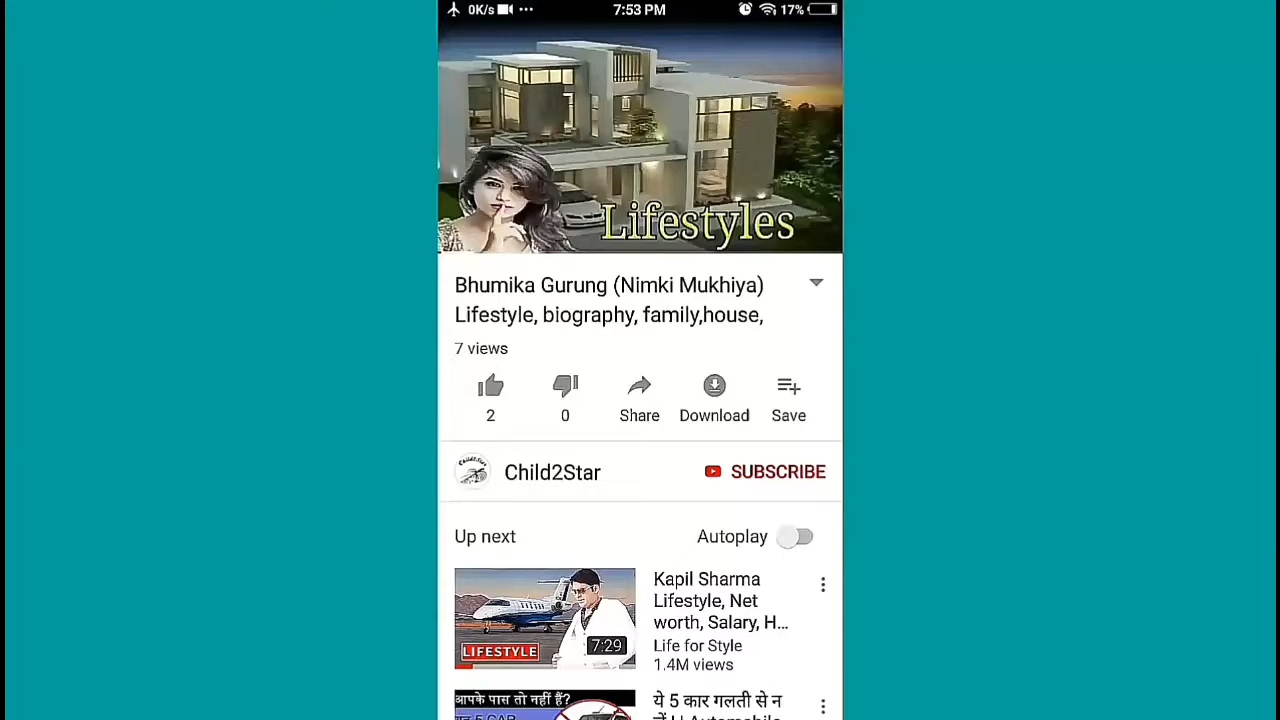 0K/s ... 7:53 PM 17%
Lifestyles
Bhumika Gurung (Nimki Mukhiya)
Lifestyle, biography, family,house,
7 views
2 0 Share Download Save
Child2Star SUBSCRIBE
Up next Autoplay
Kapil Sharma
Lifestyle, Net
worth, Salary, H...
Life for Style
1.4M views
LIFESTYLE 7:29
आपके पास तो नहीं हैं?
ये 5 कार गलती से न